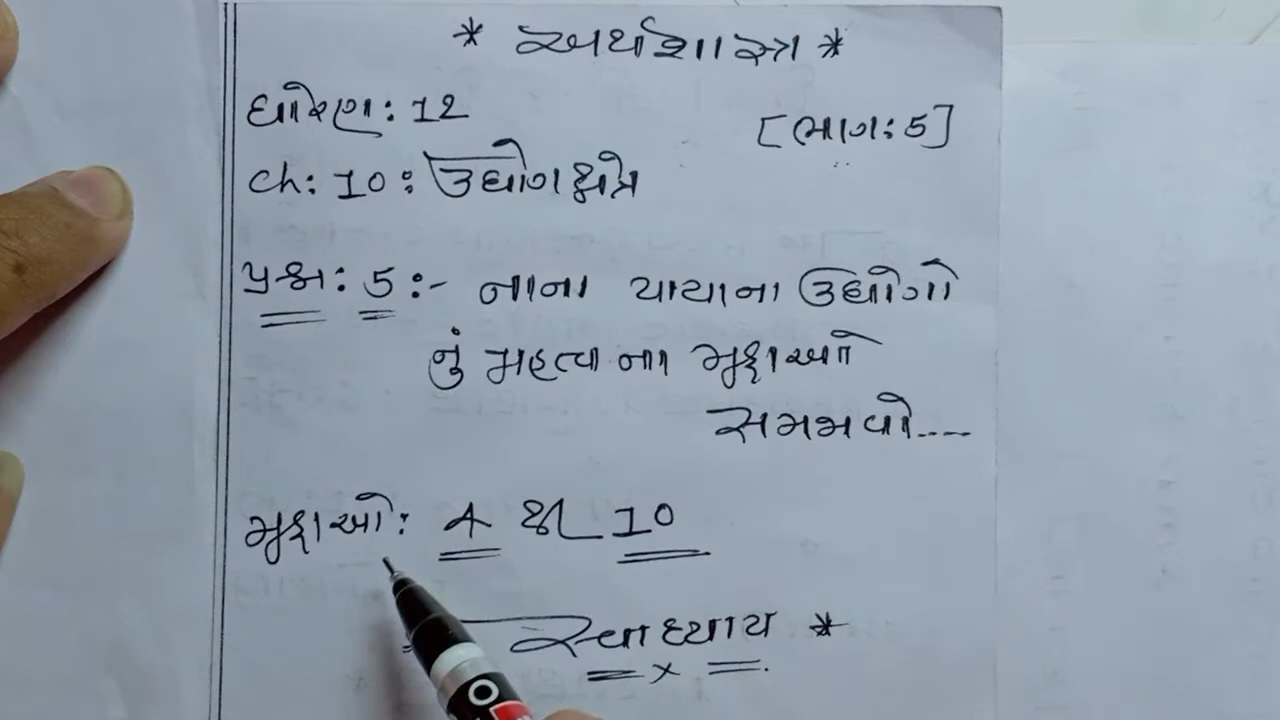 * અર્થશાસ્ત્ર *
ધોરણ: 12
[ભાગ: 5]
ch: 10: ઉદ્યોગક્ષેત્ર
પ્રશ્ન: 5 :- નાના પાયાના ઉદ્યોગો
નું મહત્વ ના મુદ્દાઓ
સમજાવો....
મુદ્દાઓ: 4 થી 10
સ્વાધ્યાય *